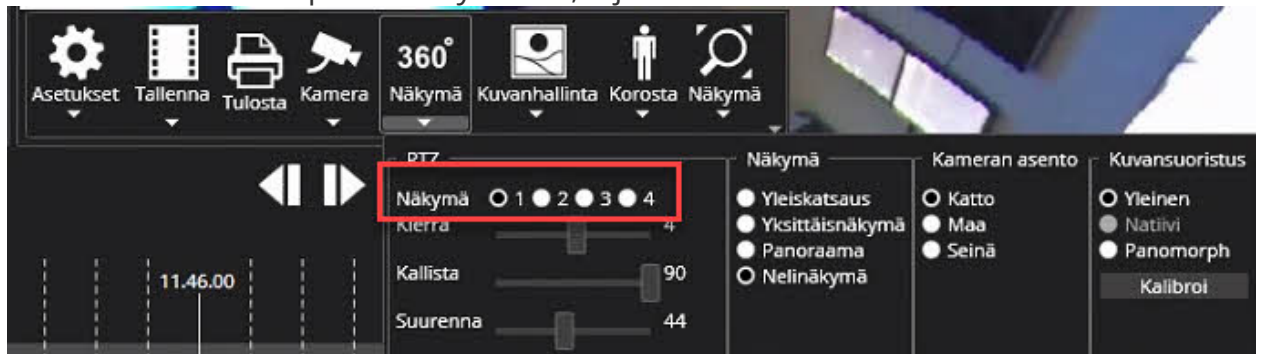 360°
Asetukset Tallenna Tulosta Kamera Näkymä Kuvanhallinta Korosta Näkymä
PTZ
Näkymä 1 2 3 4
Kierrä 4
Kallista 90
Suurenna 44
Näkymä
Yleiskatsaus
Yksittäisnäkymä
Panoraama
Nelinäkymä
Kameran asento
Katto
Maa
Seinä
Kuvansuoristus
Yleinen
Natiivi
Panomorph
Kalibroi
11.46.00